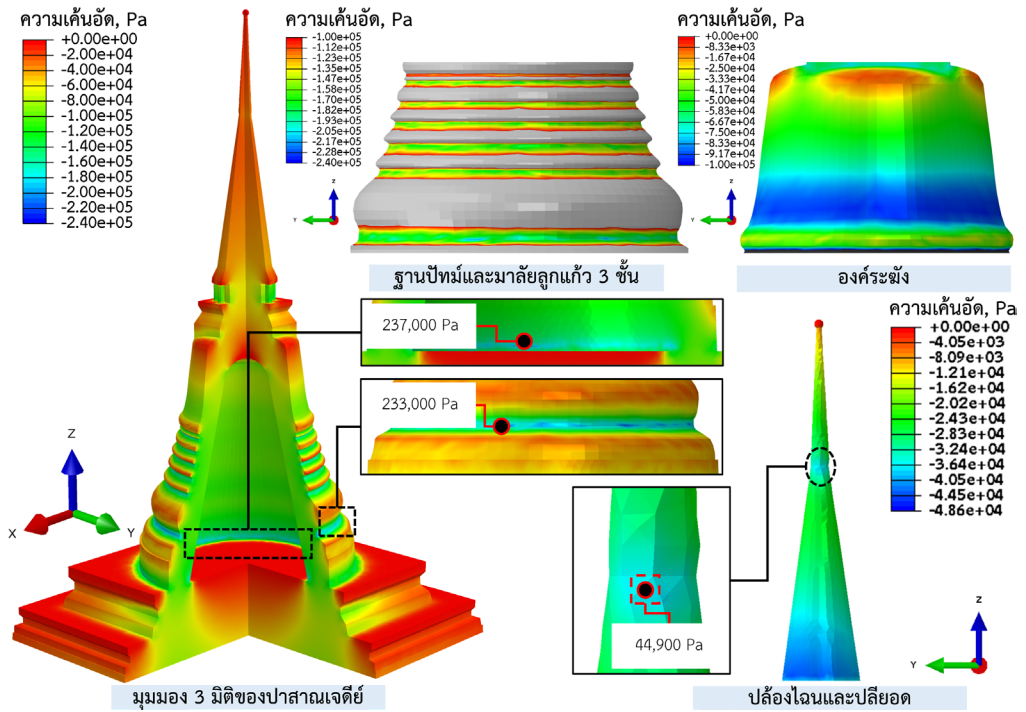 ความเค้นอัด, Pa
+0.00e+00
-2.00e+04
-4.00e+04
-6.00e+04
-8.00e+04
-1.00e+05
-1.20e+05
-1.40e+05
-1.60e+05
-1.80e+05
-2.00e+05
-2.20e+05
-2.40e+05
ความเค้นอัด, Pa
-1.00e+05
-1.12e+05
-1.23e+05
-1.35e+05
-1.47e+05
-1.58e+05
-1.70e+05
-1.82e+05
-1.93e+05
-2.05e+05
-2.17e+05
-2.28e+05
-2.40e+05
Z
Y
ฐานปัทม์และมาลัยลูกแก้ว 3 ชั้น
ความเค้นอัด, Pa
+0.00e+00
-8.33e+03
-1.67e+04
-2.50e+04
-3.33e+04
-4.17e+04
-5.00e+04
-5.83e+04
-6.67e+04
-7.50e+04
-8.33e+04
-9.17e+04
-1.00e+05
Z
Y
องค์ระฆัง
237,000 Pa
233,000 Pa
Z
X
Y
มุมมอง 3 มิติของปาสาณเจดีย์
ความเค้นอัด, Pa
+0.00e+00
-4.05e+03
-8.09e+03
-1.21e+04
-1.62e+04
-2.02e+04
-2.43e+04
-2.83e+04
-3.24e+04
-3.64e+04
-4.05e+04
-4.45e+04
-4.86e+04
44,900 Pa
Z
Y
ปล้องไฉนและปลียอด